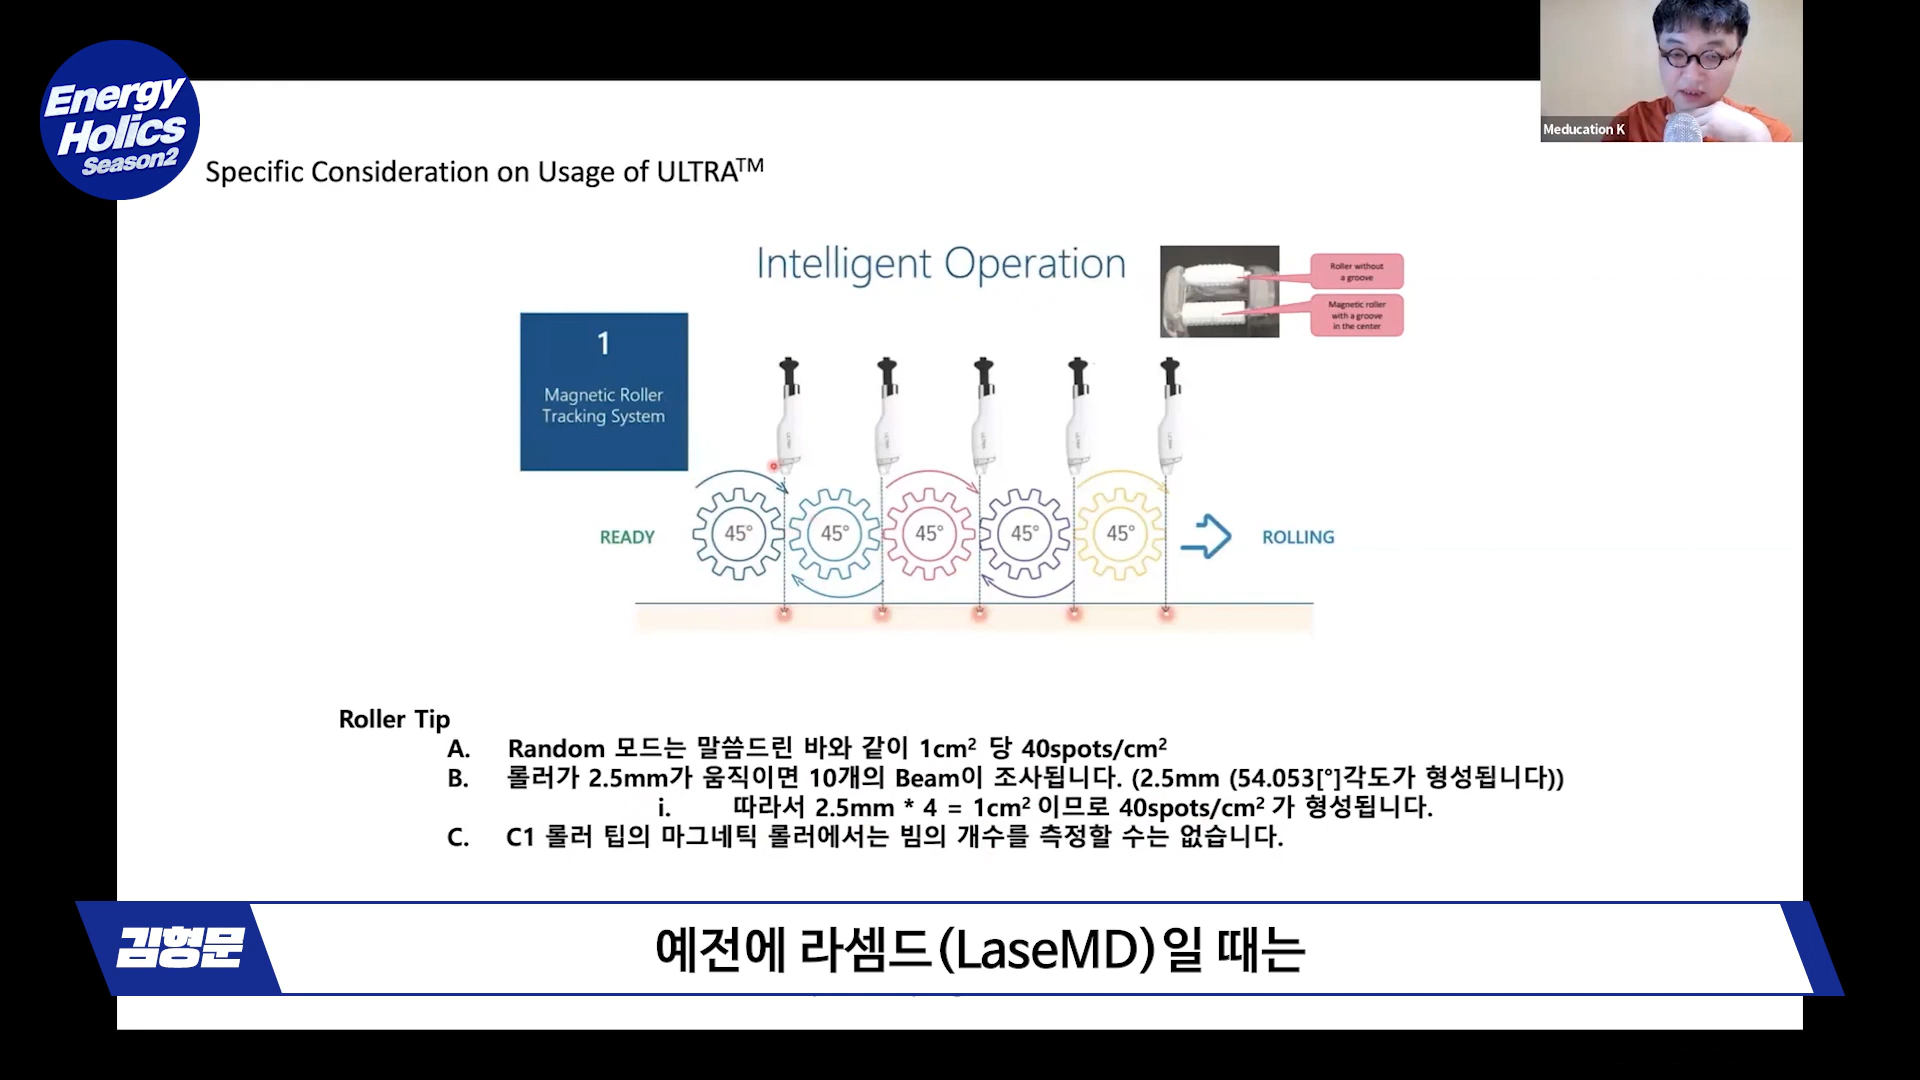 Energy
Holics
Season2
Meducation K
Specific Consideration on Usage of ULTRA™
Intelligent Operation
Roller without
a groove
Magnetic roller
with a groove
in the center
1
Magnetic Roller
Tracking System
READY
45°
45°
45°
45°
45°
ROLLING
Roller Tip
A. Random 모드는 말씀드린 바와 같이 1cm² 당 40spots/cm²
B. 롤러가 2.5mm가 움직이면 10개의 Beam이 조사됩니다. (2.5mm (54.053[°]각도가 형성됩니다))
i. 따라서 2.5mm * 4 = 1cm² 이므로 40spots/cm² 가 형성됩니다.
C. C1 롤러 팁의 마그네틱 롤러에서는 빔의 개수를 측정할 수는 없습니다.
김형문
예전에 라셈드(LaseMD)일 때는